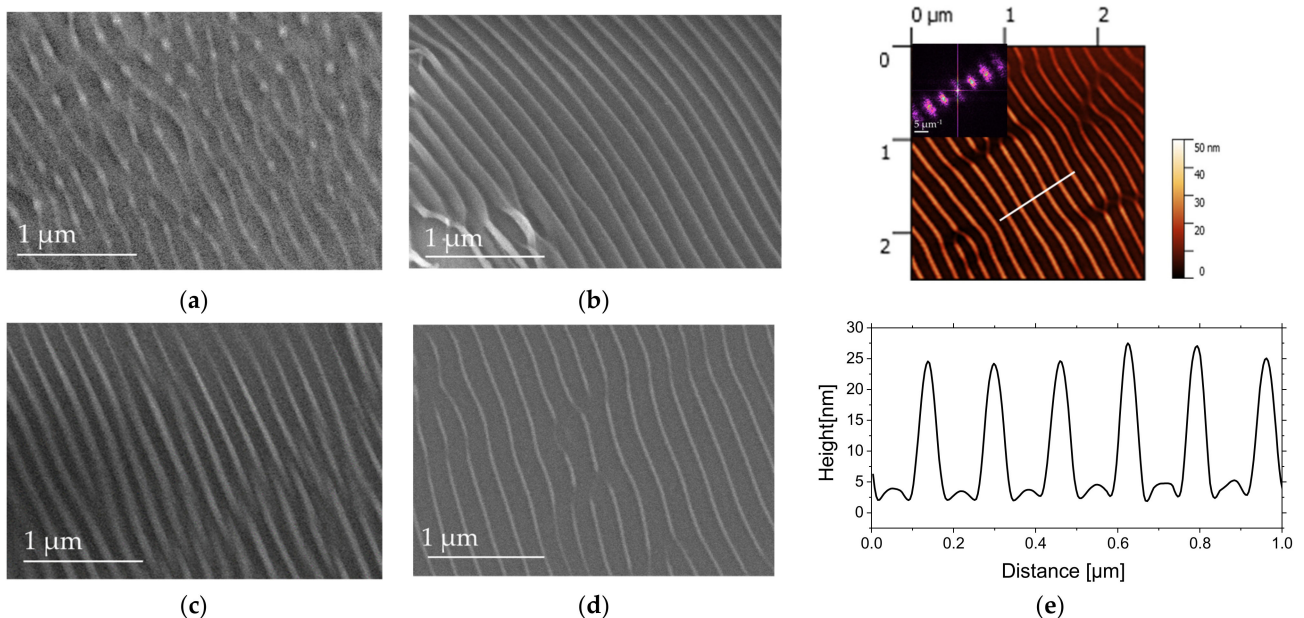 1 µm
(a)
1 µm
(b)
1 µm
(c)
1 µm
(d)
0 µm 1 2
0
1
2
5 µm⁻¹
50 nm
40
30
20
10
0
30
25
20
15
10
5
0
Height[nm]
0.0 0.2 0.4 0.6 0.8 1.0
Distance [µm]
(e)